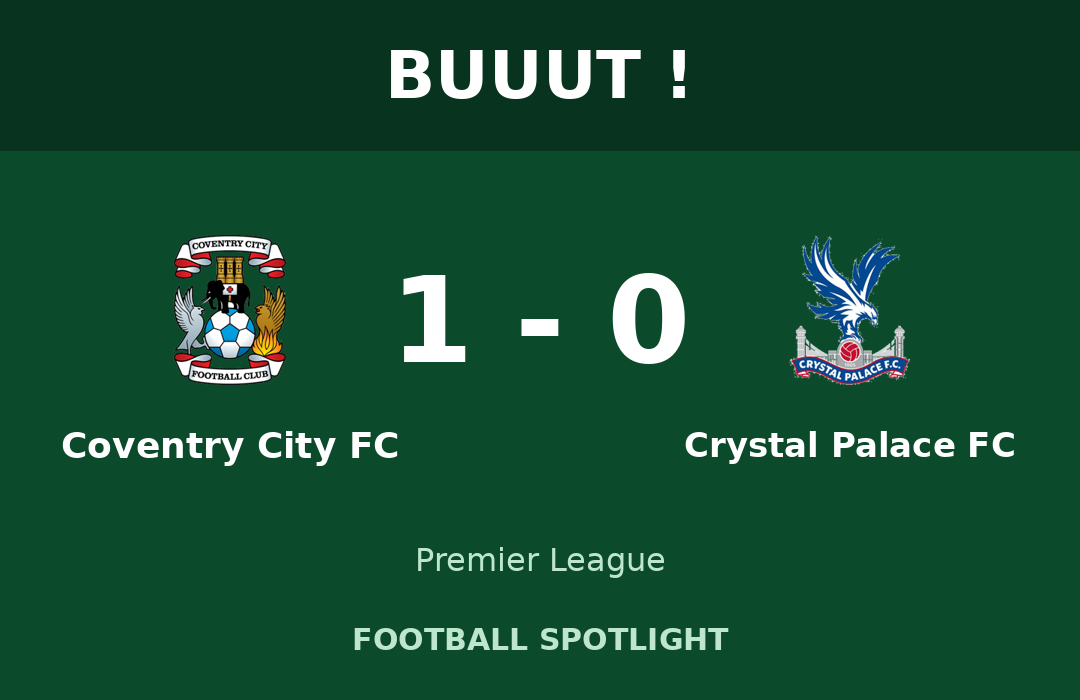 BUUUT !
COVENTRY CITY
FOOTBALL CLUB
1 - 0
CRYSTAL PALACE F.C.
Coventry City FC
Crystal Palace FC
Premier League
FOOTBALL SPOTLIGHT